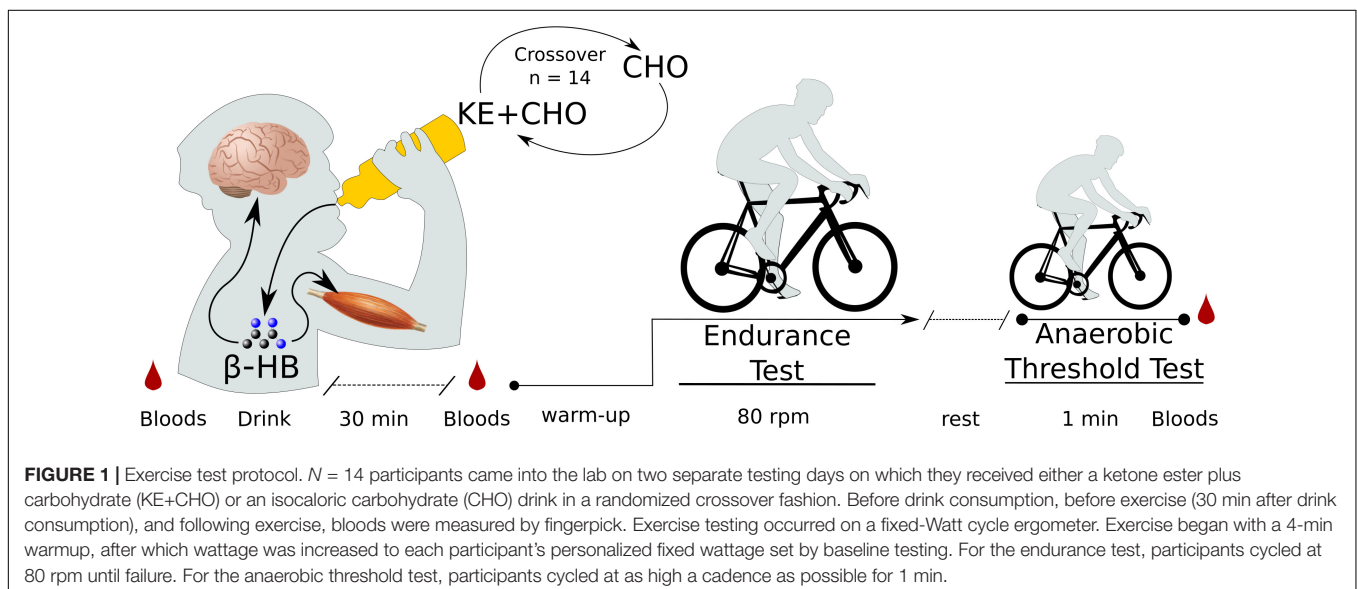 Crossover
n = 14
CHO
KE+CHO
β-HB
Endurance
Test
Anaerobic
Threshold Test
Bloods
Drink
30 min
Bloods
warm-up
80 rpm
rest
1 min
Bloods
FIGURE 1 | Exercise test protocol. N = 14 participants came into the lab on two separate testing days on which they received either a ketone ester plus
carbohydrate (KE+CHO) or an isocaloric carbohydrate (CHO) drink in a randomized crossover fashion. Before drink consumption, before exercise (30 min after drink
consumption), and following exercise, bloods were measured by fingerpick. Exercise testing occurred on a fixed-Watt cycle ergometer. Exercise began with a 4-min
warmup, after which wattage was increased to each participant's personalized fixed wattage set by baseline testing. For the endurance test, participants cycled at
80 rpm until failure. For the anaerobic threshold test, participants cycled at as high a cadence as possible for 1 min.